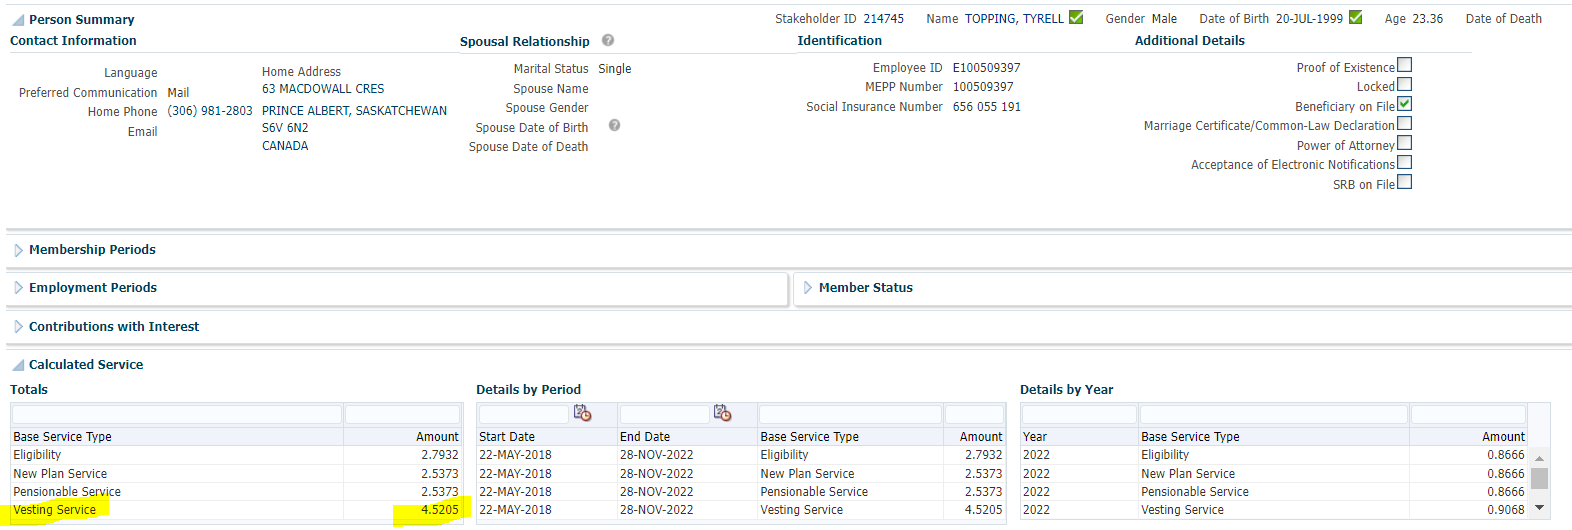 Person Summary Stakeholder ID 214745 Name TOPPING, TYRELL Gender Male Date of Birth 20-JUL-1999 Age 23.36 Date of Death
Contact Information Spousal Relationship Identification Additional Details
Language Home Address Marital Status Single Employee ID E100509397 Proof of Existence
Preferred Communication Mail 63 MACDOWALL CRES Spouse Name MEPP Number 100509397 Locked
Home Phone (306) 981-2803 PRINCE ALBERT, SASKATCHEWAN Spouse Gender Social Insurance Number 656 055 191 Beneficiary on File
Email S6V 6N2 Spouse Date of Birth Marriage Certificate/Common-Law Declaration
CANADA Spouse Date of Death Power of Attorney
Acceptance of Electronic Notifications
SRB on File
Membership Periods
Employment Periods Member Status
Contributions with Interest
Calculated Service
Totals Details by Period Details by Year
Base Service Type Amount Start Date End Date Base Service Type Amount Year Base Service Type Amount
Eligibility 2.7932 22-MAY-2018 28-NOV-2022 Eligibility 2.7932 2022 Eligibility 0.8666
New Plan Service 2.5373 22-MAY-2018 28-NOV-2022 New Plan Service 2.5373 2022 New Plan Service 0.8666
Pensionable Service 2.5373 22-MAY-2018 28-NOV-2022 Pensionable Service 2.5373 2022 Pensionable Service 0.8666
Vesting Service 4.5205 22-MAY-2018 28-NOV-2022 Vesting Service 4.5205 2022 Vesting Service 0.9068